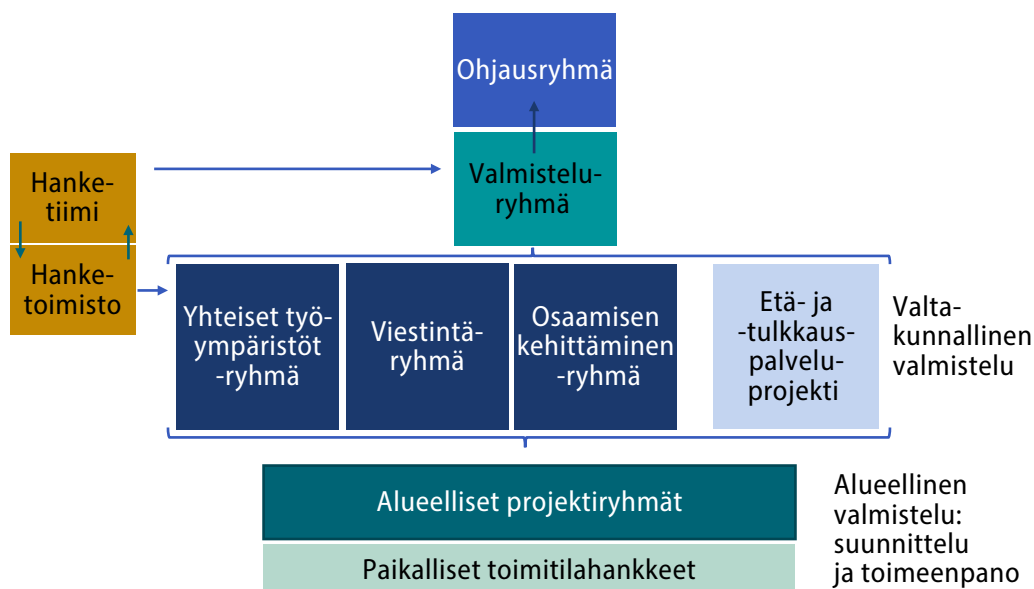 Ohjausryhmä
Valmistelu-
ryhmä
Hanke-
tiimi
Hanke-
toimisto
Yhteiset työ-
ympäristöt
-ryhmä
Viestintä-
ryhmä
Osaamisen
kehittäminen
-ryhmä
Etä- ja
-tulkkaus-
palvelu-
projekti
Valta-
kunnallinen
valmistelu
Alueelliset projektiryhmät
Paikalliset toimitilahankkeet
Alueellinen
valmistelu:
suunnittelu
ja toimeenpano